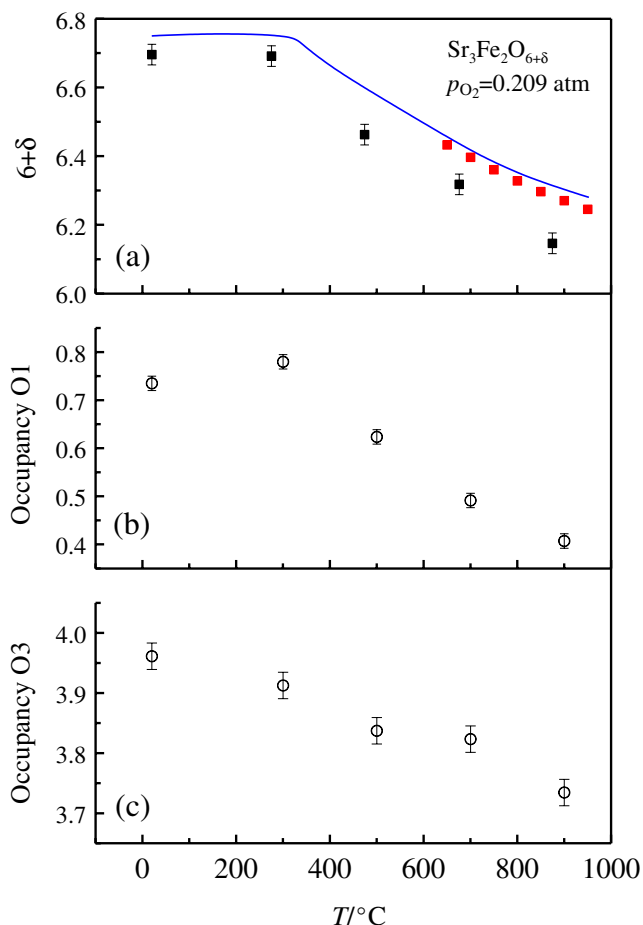 6.8
6.6
6.4
6.2
6.0
6+δ
Sr₃Fe₂O₆₊δ
pO₂=0.209 atm
(a)
0.8
0.7
0.6
0.5
0.4
Occupancy O1
(b)
4.0
3.9
3.8
3.7
Occupancy O3
(c)
0 200 400 600 800 1000
T/°C